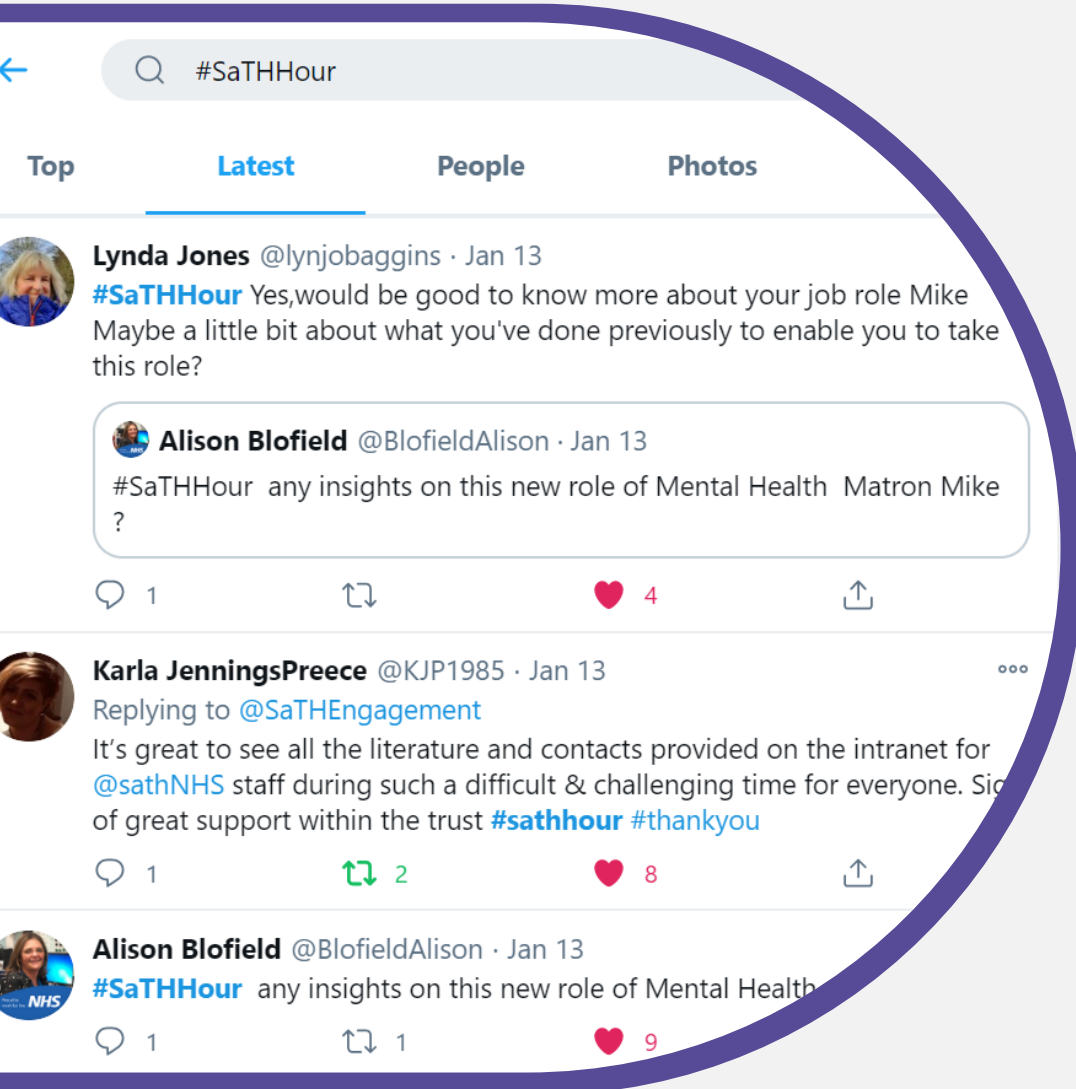 #SaTHHour
Top Latest People Photos
Lynda Jones @lynjobaggins · Jan 13
#SaTHHour Yes,would be good to know more about your job role Mike
Maybe a little bit about what you've done previously to enable you to take
this role?
Alison Blofield @BlofieldAlison · Jan 13
#SaTHHour any insights on this new role of Mental Health Matron Mike
?
1 4
Karla JenningsPreece @KJP1985 · Jan 13
Replying to @SaTHEngagement
It’s great to see all the literature and contacts provided on the intranet for
@sathNHS staff during such a difficult & challenging time for everyone.
of great support within the trust #sathhour #thankyou
1 2 8
Alison Blofield @BlofieldAlison · Jan 13
#SaTHHour any insights on this new role of Mental Health
NHS
1 1 9